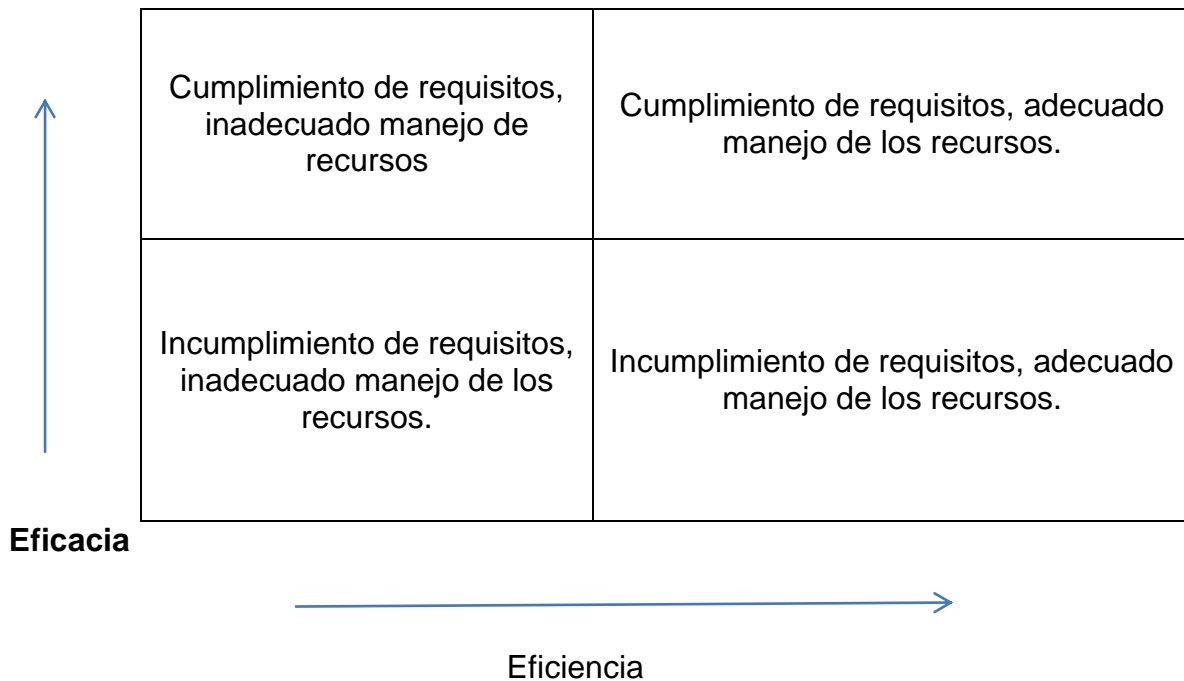 Cumplimiento de requisitos,
inadecuado manejo de
recursos
Cumplimiento de requisitos, adecuado
manejo de los recursos.
Incumplimiento de requisitos,
inadecuado manejo de los
recursos.
Incumplimiento de requisitos, adecuado
manejo de los recursos.
Eficacia
Eficiencia